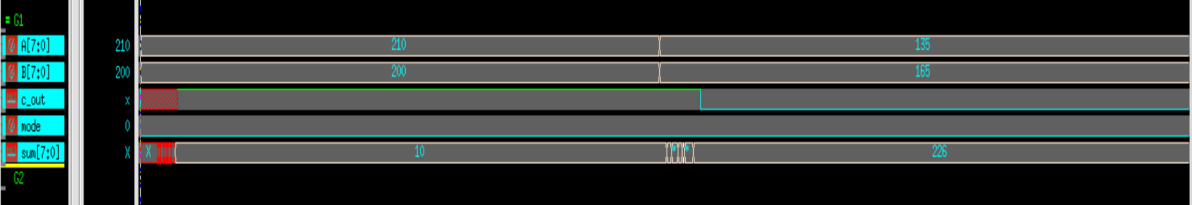 G1
A[7:0] 210 210 135
B[7:0] 200 200 165
c_out x
mode 0
sum[7:0] X X 10 * * 226
G2